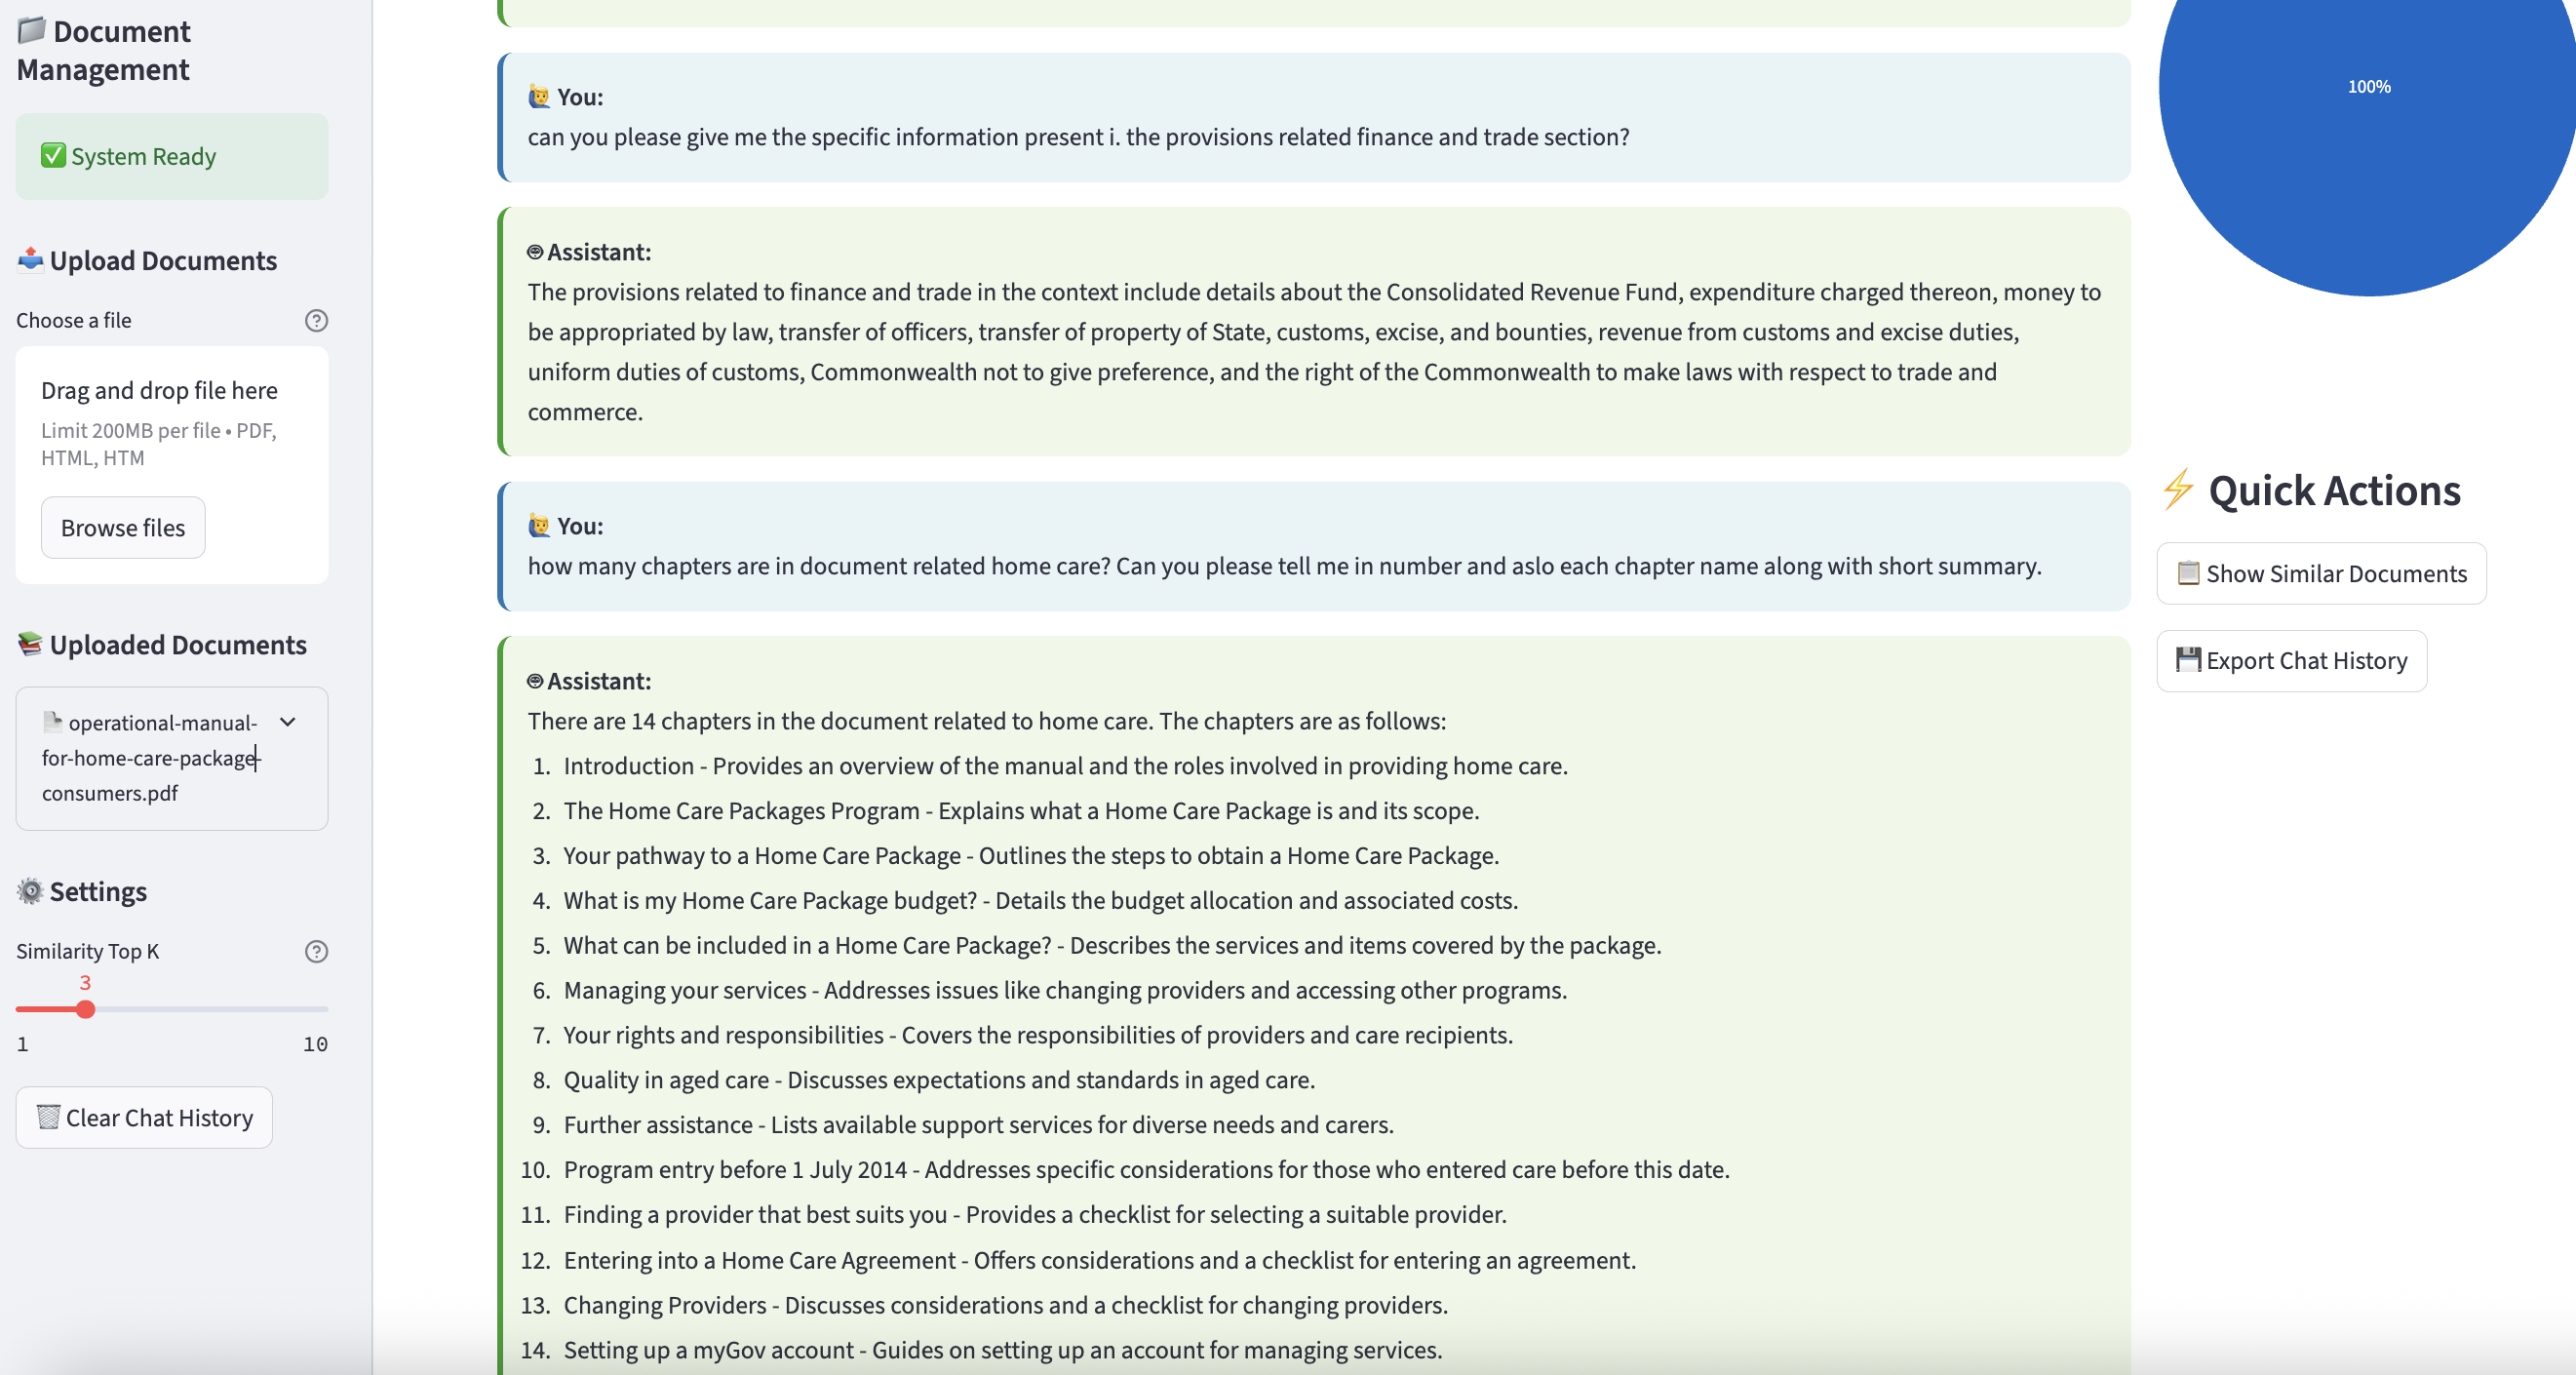 Document
Management
System Ready
Upload Documents
Choose a file
Drag and drop file here
Limit 200MB per file • PDF,
HTML, HTM
Browse files
Uploaded Documents
operational-manual-
for-home-care-package-
consumers.pdf
Settings
Similarity Top K
3
1 10
Clear Chat History
You:
can you please give me the specific information present i. the provisions related finance and trade section?
Assistant:
The provisions related to finance and trade in the context include details about the Consolidated Revenue Fund, expenditure charged thereon, money to
be appropriated by law, transfer of officers, transfer of property of State, customs, excise, and bounties, revenue from customs and excise duties,
uniform duties of customs, Commonwealth not to give preference, and the right of the Commonwealth to make laws with respect to trade and
commerce.
You:
how many chapters are in document related home care? Can you please tell me in number and aslo each chapter name along with short summary.
Assistant:
There are 14 chapters in the document related to home care. The chapters are as follows:
1. Introduction - Provides an overview of the manual and the roles involved in providing home care.
2. The Home Care Packages Program - Explains what a Home Care Package is and its scope.
3. Your pathway to a Home Care Package - Outlines the steps to obtain a Home Care Package.
4. What is my Home Care Package budget? - Details the budget allocation and associated costs.
5. What can be included in a Home Care Package? - Describes the services and items covered by the package.
6. Managing your services - Addresses issues like changing providers and accessing other programs.
7. Your rights and responsibilities - Covers the responsibilities of providers and care recipients.
8. Quality in aged care - Discusses expectations and standards in aged care.
9. Further assistance - Lists available support services for diverse needs and carers.
10. Program entry before 1 July 2014 - Addresses specific considerations for those who entered care before this date.
11. Finding a provider that best suits you - Provides a checklist for selecting a suitable provider.
12. Entering into a Home Care Agreement - Offers considerations and a checklist for entering an agreement.
13. Changing Providers - Discusses considerations and a checklist for changing providers.
14. Setting up a myGov account - Guides on setting up an account for managing services.
100%
Quick Actions
Show Similar Documents
Export Chat History